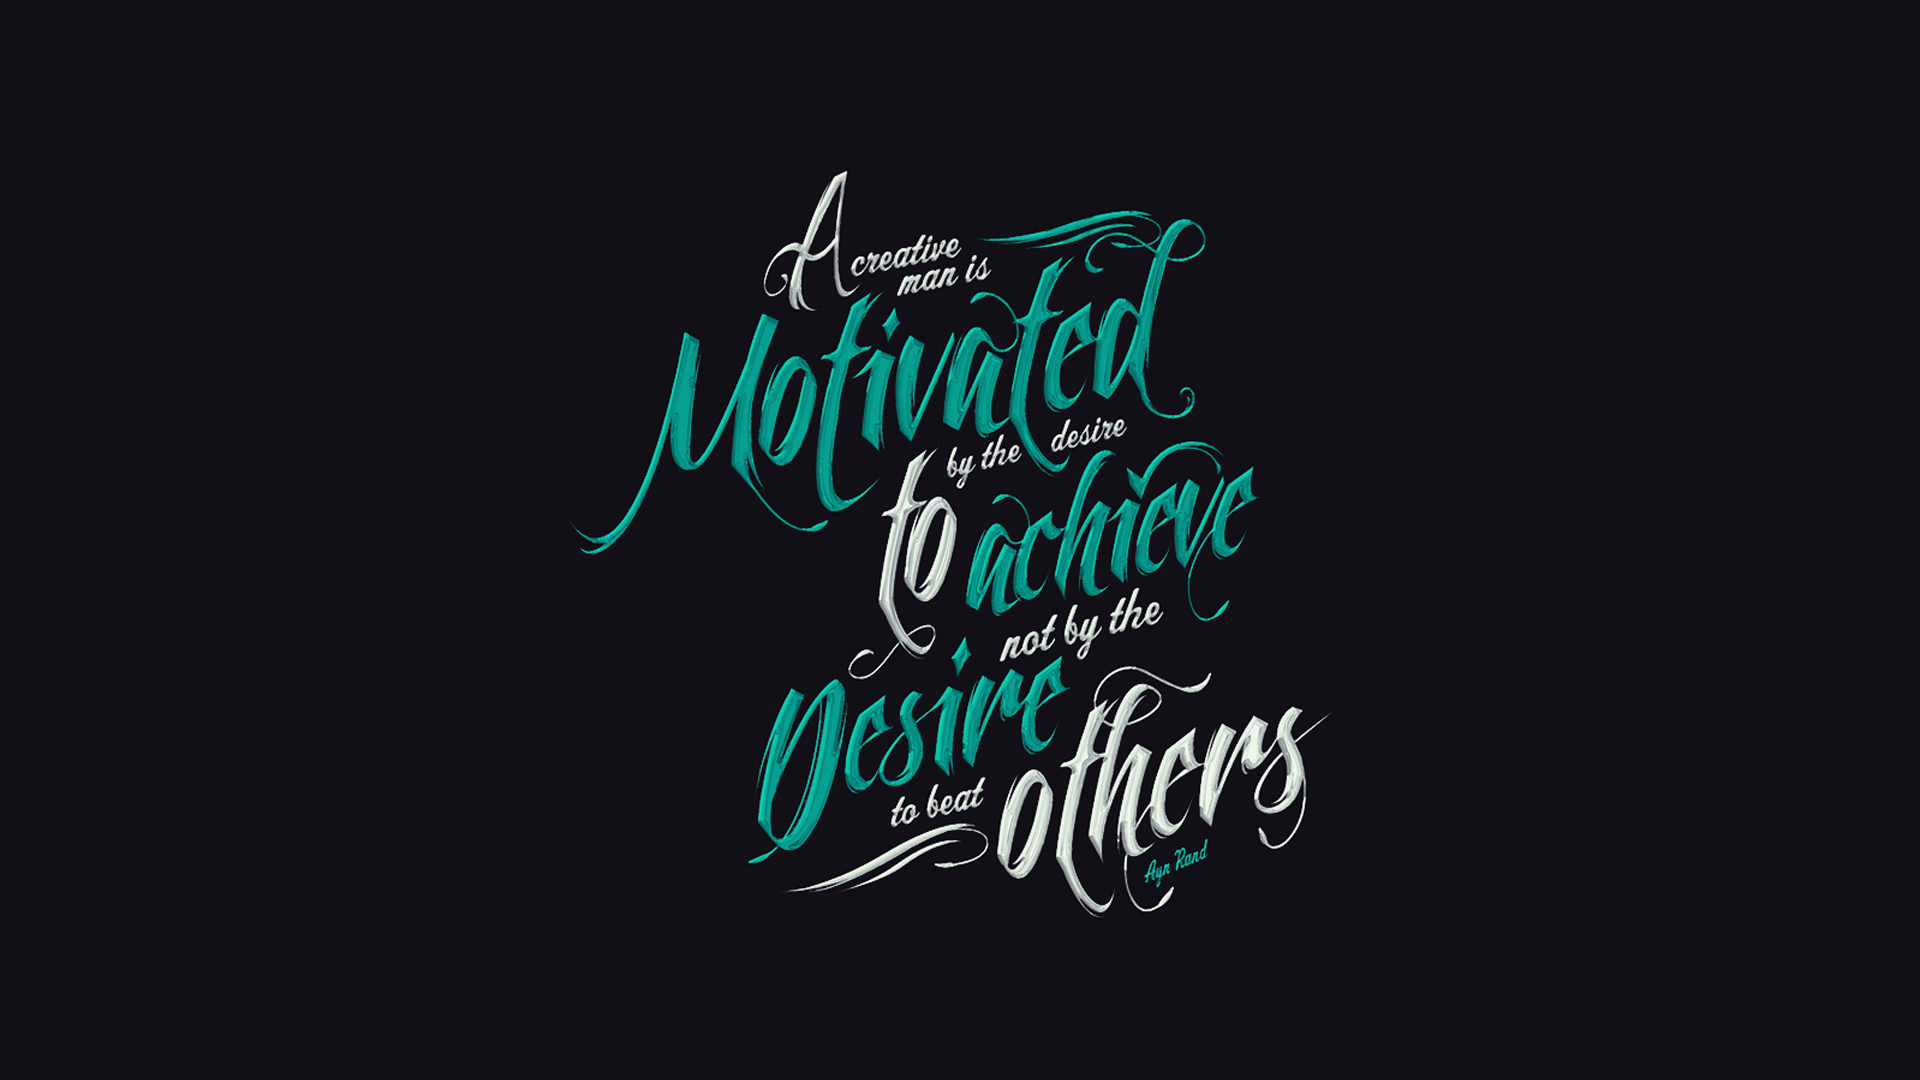 A creative
man is
Motivated
by the desire
to achieve
not by the
Desire
to beat
others
Ayn Rand